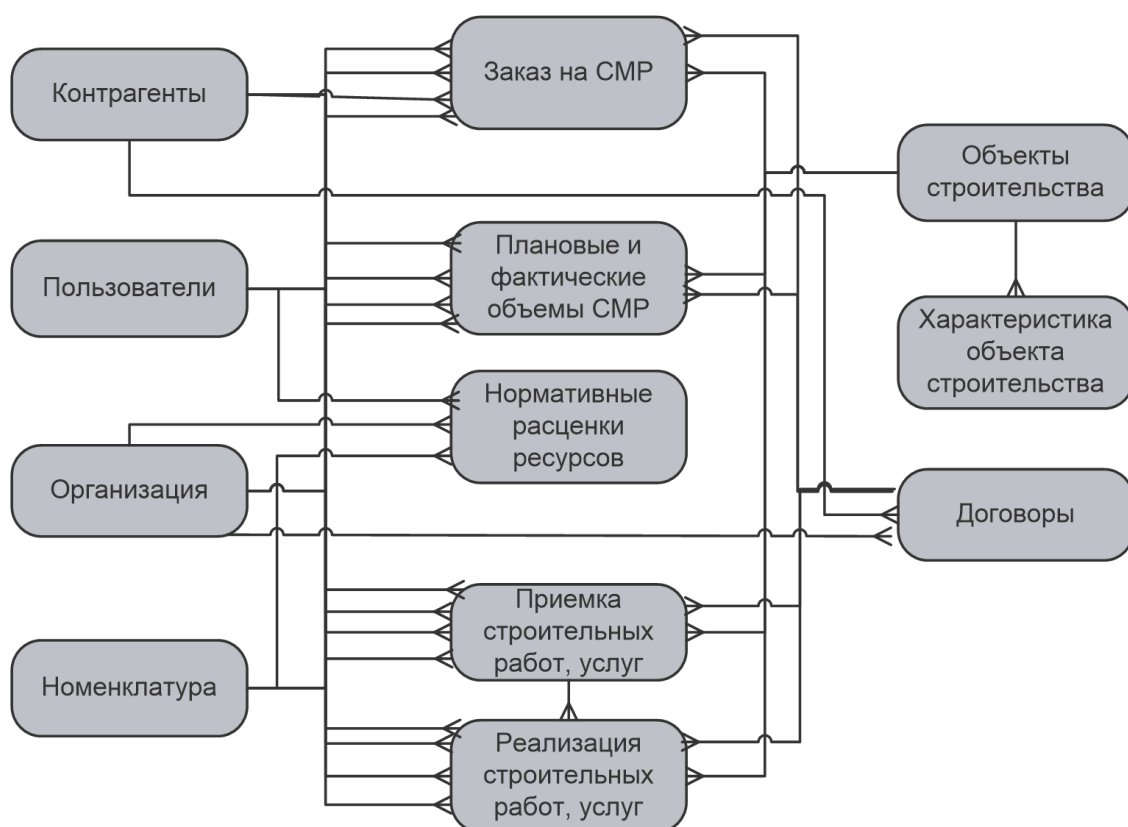 Контрагенты
Пользователи
Организация
Номенклатура
Заказ на СМР
Плановые и
фактические
объемы СМР
Нормативные
расценки
ресурсов
Приемка
строительных
работ, услуг
Реализация
строительных
работ, услуг
Объекты
строительства
Характеристика
объекта
строительства
Договоры